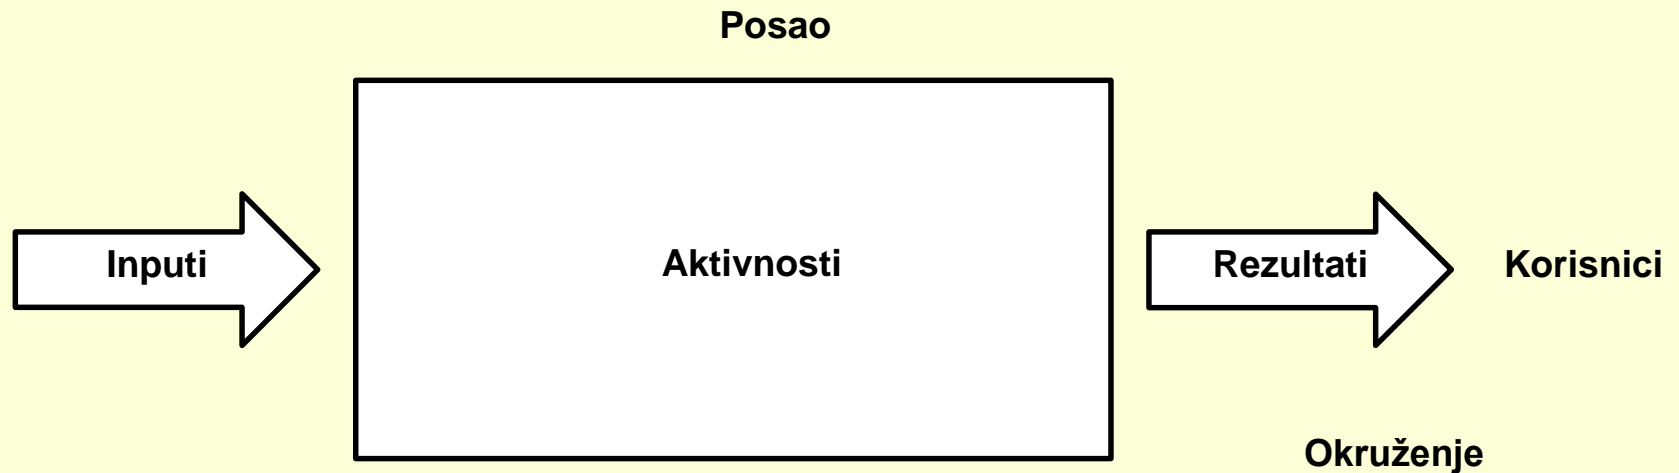 Posao
Inputi
Aktivnosti
Rezultati
Korisnici
Okruženje